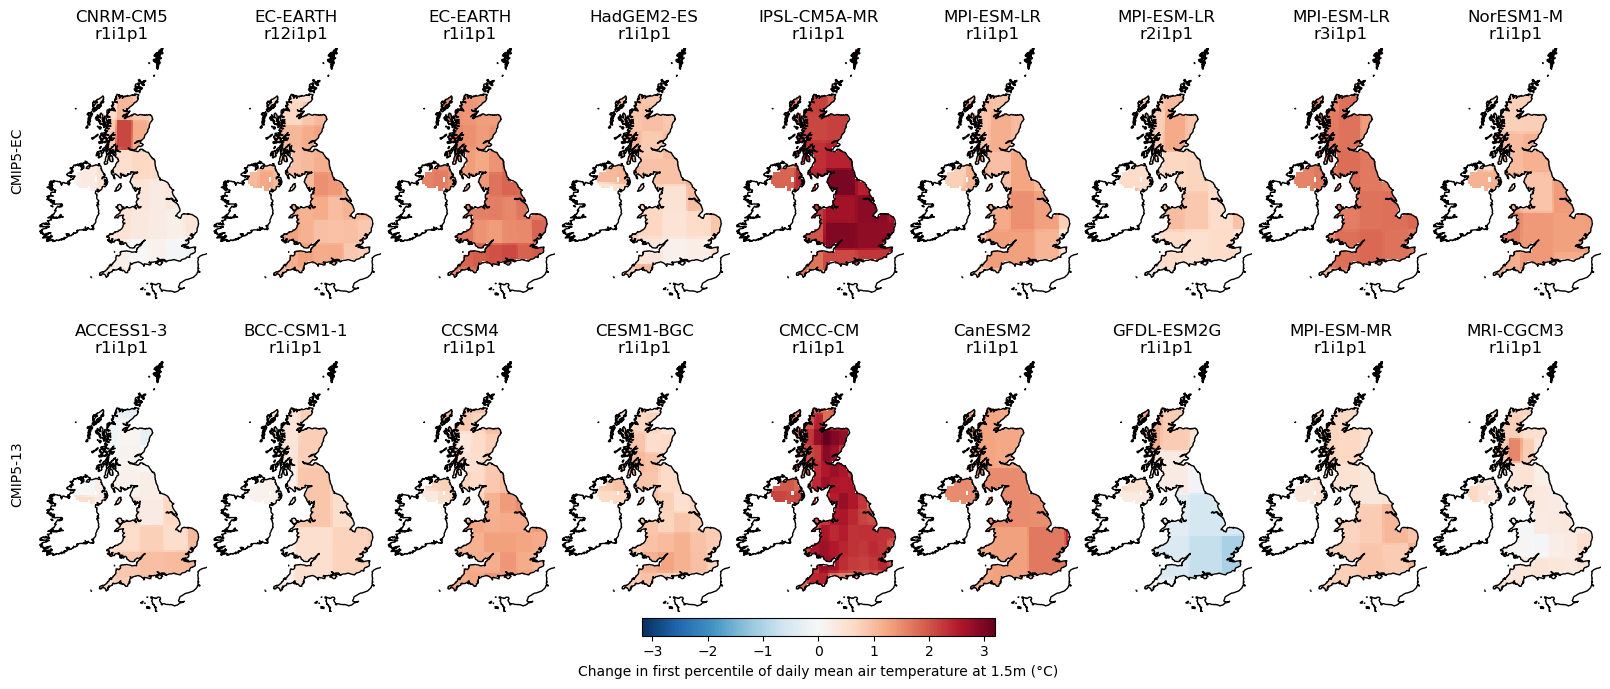 CNRM-CM5
r1i1p1
EC-EARTH
r12i1p1
EC-EARTH
r1i1p1
HadGEM2-ES
r1i1p1
IPSL-CM5A-MR
r1i1p1
MPI-ESM-LR
r1i1p1
MPI-ESM-LR
r2i1p1
MPI-ESM-LR
r3i1p1
NorESM1-M
r1i1p1
CMIP5-EC
ACCESS1-3
r1i1p1
BCC-CSM1-1
r1i1p1
CCSM4
r1i1p1
CESM1-BGC
r1i1p1
CMCC-CM
r1i1p1
CanESM2
r1i1p1
GFDL-ESM2G
r1i1p1
MPI-ESM-MR
r1i1p1
MRI-CGCM3
r1i1p1
CMIP5-13
−3 −2 −1 0 1 2 3
Change in first percentile of daily mean air temperature at 1.5m (°C)